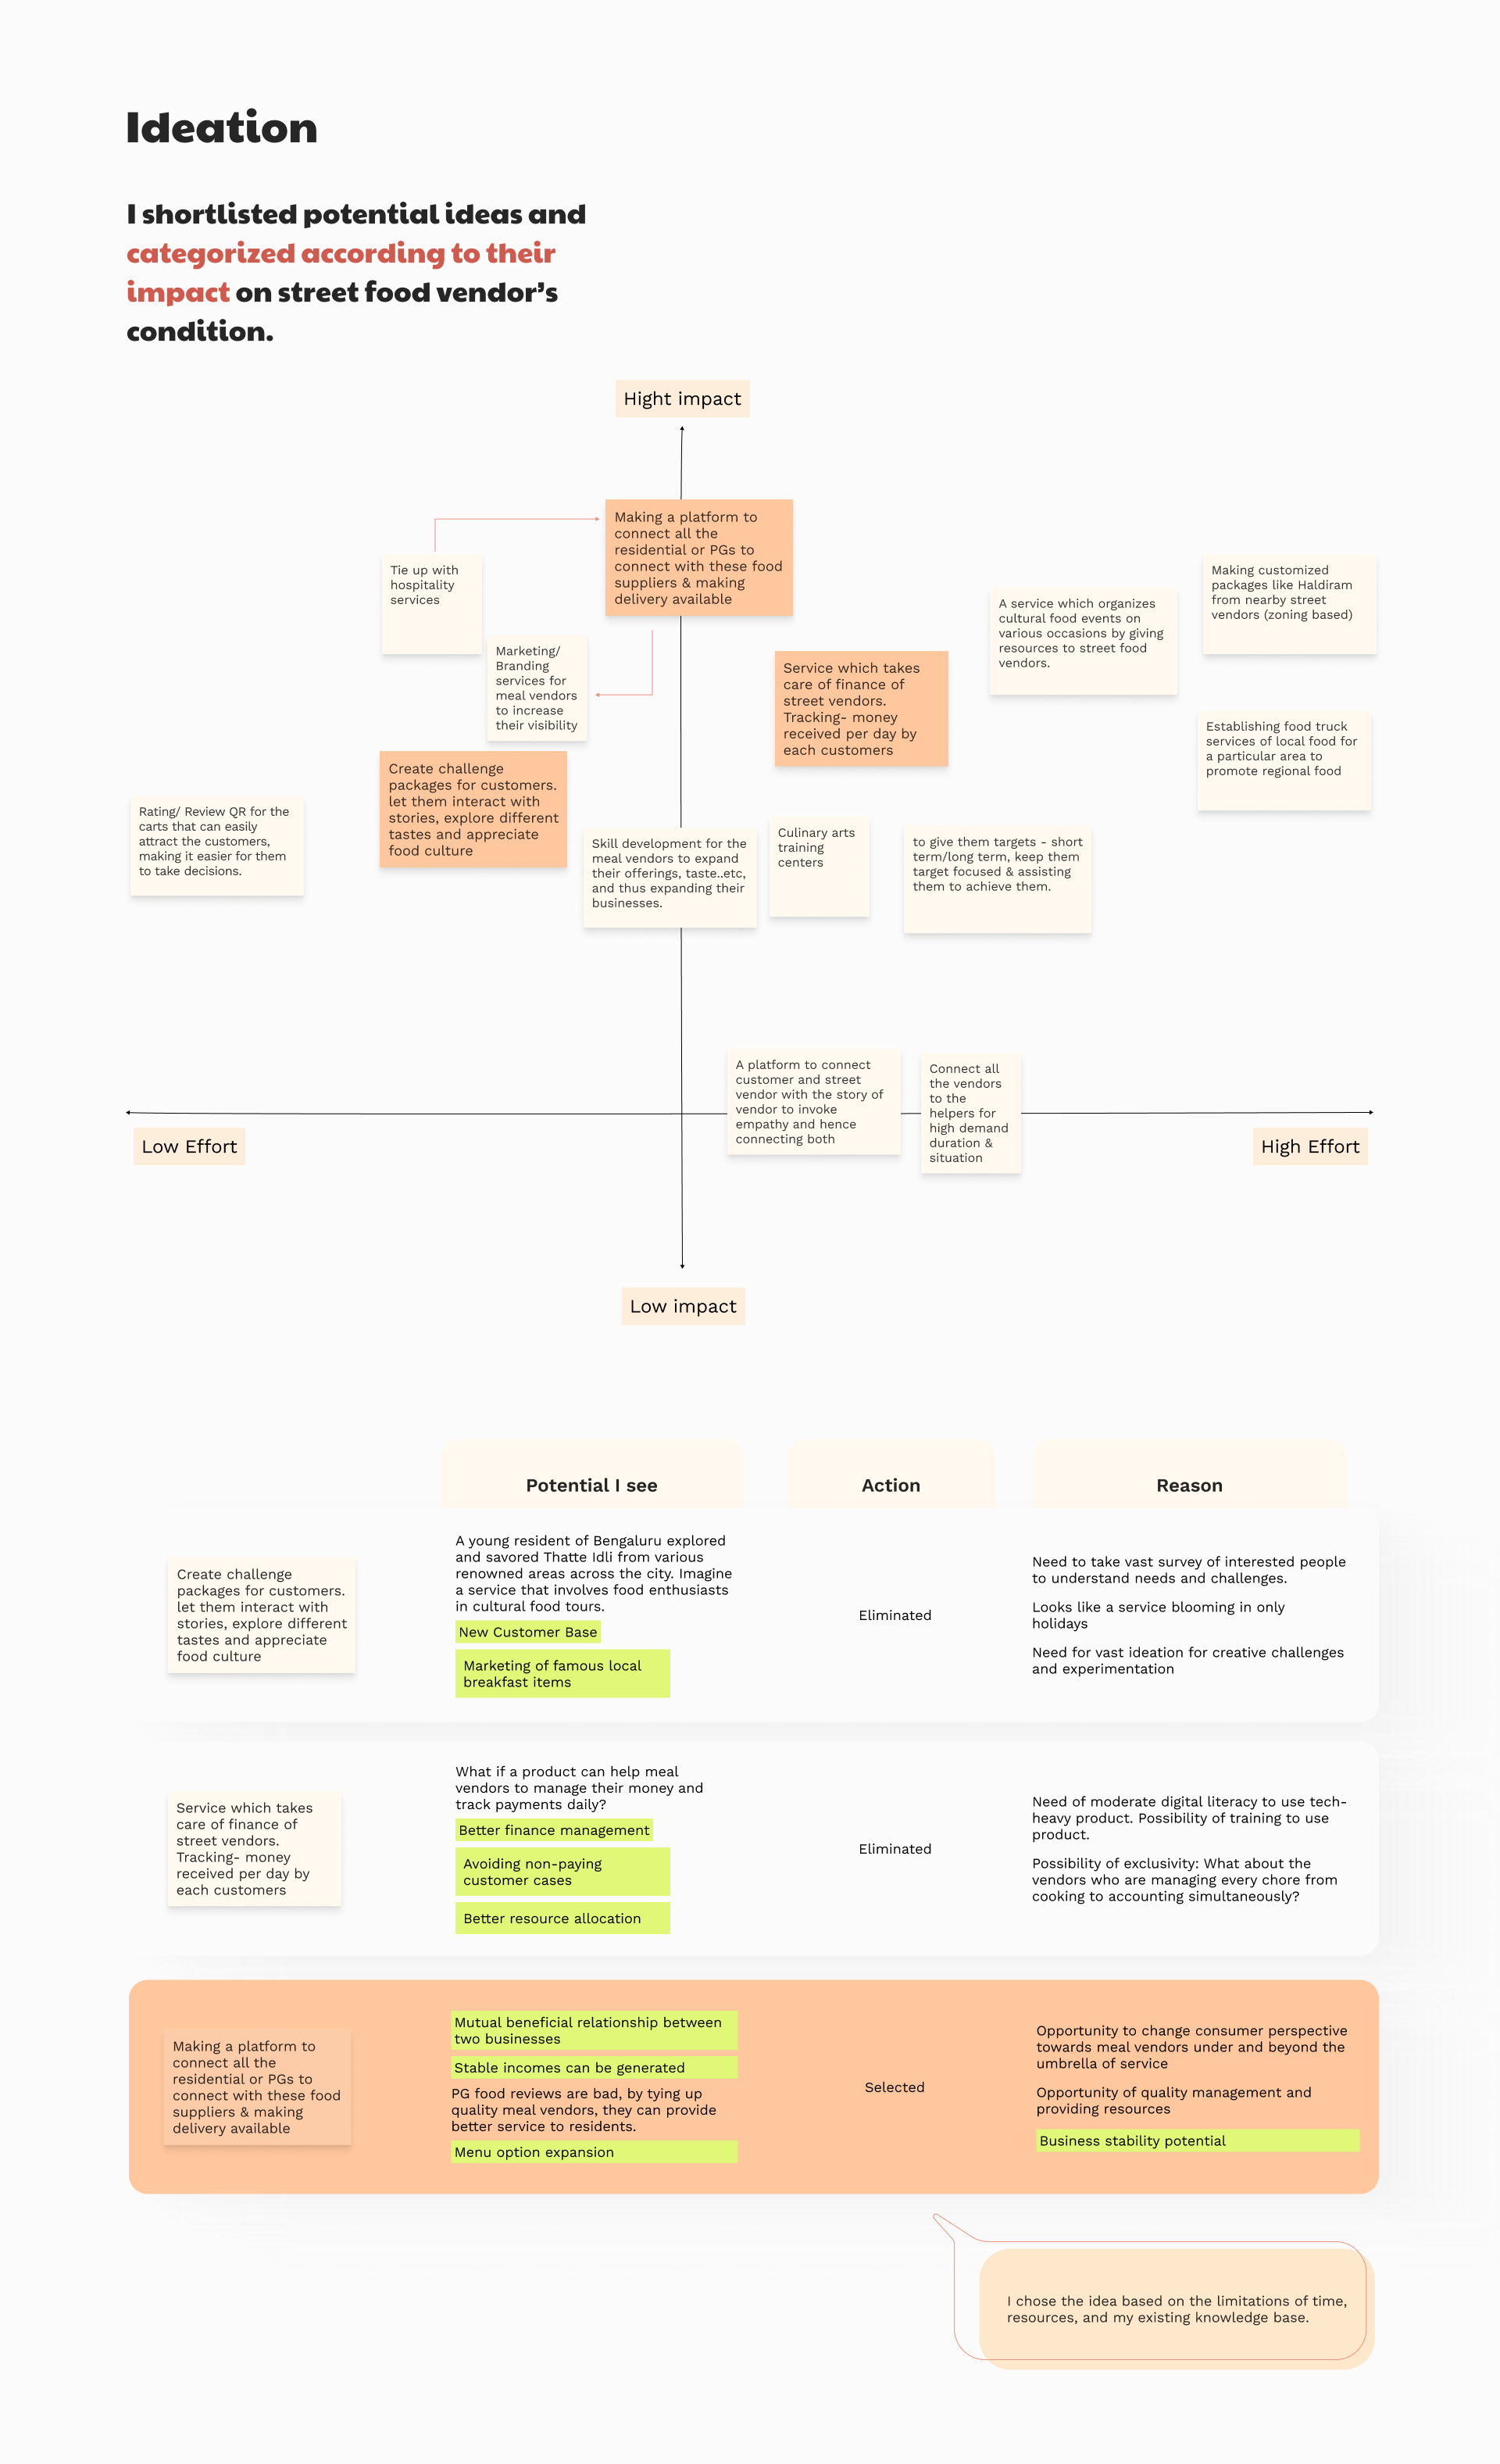 Ideation
I shortlisted potential ideas and
categorized according to their
impact on street food vendor's
condition.
Hight impact
Making a platform to
connect all the
residential or PGs to
connect with these food
suppliers & making
delivery available
Tie up with
hospitality
services
Marketing/
Branding
services for
meal vendors
to increase
their visibility
Service which takes
care of finance of
street vendors.
Tracking- money
received per day by
each customers
A service which organizes
cultural food events on
various occasions by giving
resources to street food
vendors.
Making customized
packages like Haldiram
from nearby street
vendors (zoning based)
Establishing food truck
services of local food for
a particular area to
promote regional food
Create challenge
packages for customers.
let them interact with
stories, explore different
tastes and appreciate
food culture
Rating/ Review QR for the
carts that can easily
attract the customers,
making it easier for them
to take decisions.
Skill development for the
meal vendors to expand
their offerings, taste..etc,
and thus expanding their
businesses.
Culinary arts
training
centers
to give them targets - short
term/long term, keep them
target focused & assisting
them to achieve them.
A platform to connect
customer and street
vendor with the story of
vendor to invoke
empathy and hence
connecting both
Connect all
the vendors
to the
helpers for
high demand
duration &
situation
Low Effort
High Effort
Low impact
Potential I see
Action
Reason
Create challenge
packages for customers.
let them interact with
stories, explore different
tastes and appreciate
food culture
A young resident of Bengaluru explored
and savored Thatte Idli from various
renowned areas across the city. Imagine
a service that involves food enthusiasts
in cultural food tours.
New Customer Base
Marketing of famous local
breakfast items
Eliminated
Need to take vast survey of interested people
to understand needs and challenges.
Looks like a service blooming in only
holidays
Need for vast ideation for creative challenges
and experimentation
Service which takes
care of finance of
street vendors.
Tracking- money
received per day by
each customers
What if a product can help meal
vendors to manage their money and
track payments daily?
Better finance management
Avoiding non-paying
customer cases
Better resource allocation
Eliminated
Need of moderate digital literacy to use tech-
heavy product. Possibility of training to use
product.
Possibility of exclusivity: What about the
vendors who are managing every chore from
cooking to accounting simultaneously?
Making a platform to
connect all the
residential or PGs to
connect with these food
suppliers & making
delivery available
Mutual beneficial relationship between
two businesses
Stable incomes can be generated
PG food reviews are bad, by tying up
quality meal vendors, they can provide
better service to residents.
Menu option expansion
Selected
Opportunity to change consumer perspective
towards meal vendors under and beyond the
umbrella of service
Opportunity of quality management and
providing resources
Business stability potential
I chose the idea based on the limitations of time,
resources, and my existing knowledge base.